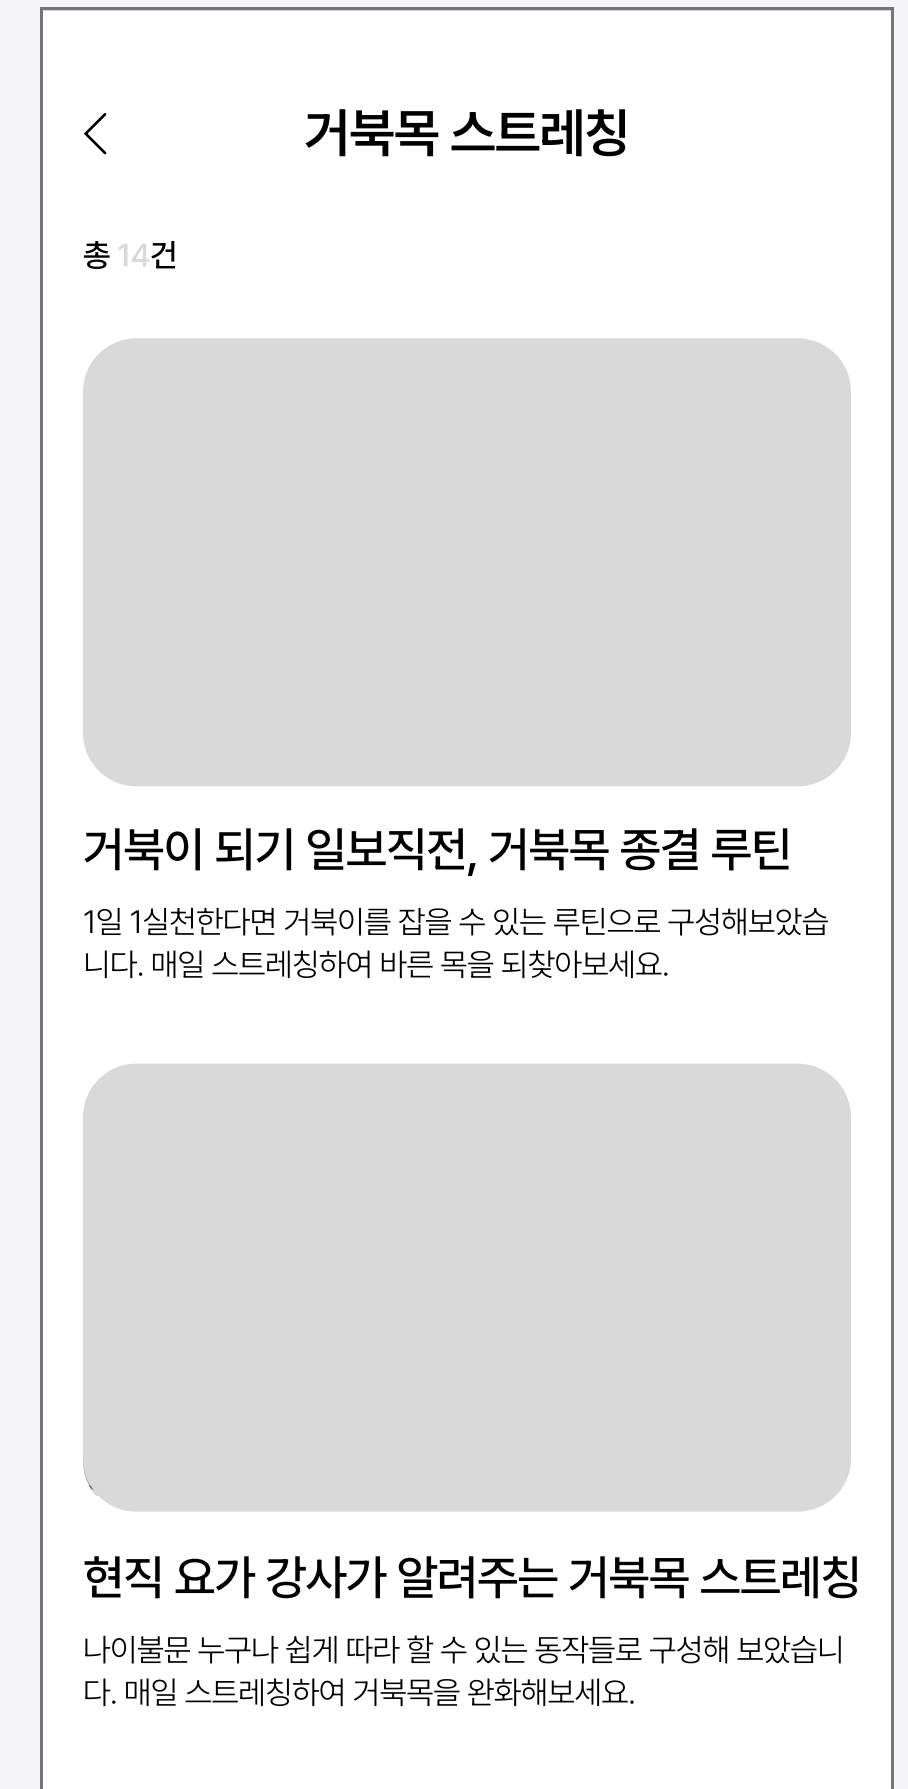 거북목 스트레칭
총 14건
거북이 되기 일보직전, 거북목 종결 루틴
1일 1실천한다면 거북이를 잡을 수 있는 루틴으로 구성해보았습
니다. 매일 스트레칭하여 바른 목을 되찾아보세요.
현직 요가 강사가 알려주는 거북목 스트레칭
나이불문 누구나 쉽게 따라 할 수 있는 동작들로 구성해 보았습니
다. 매일 스트레칭하여 거북목을 완화해보세요.